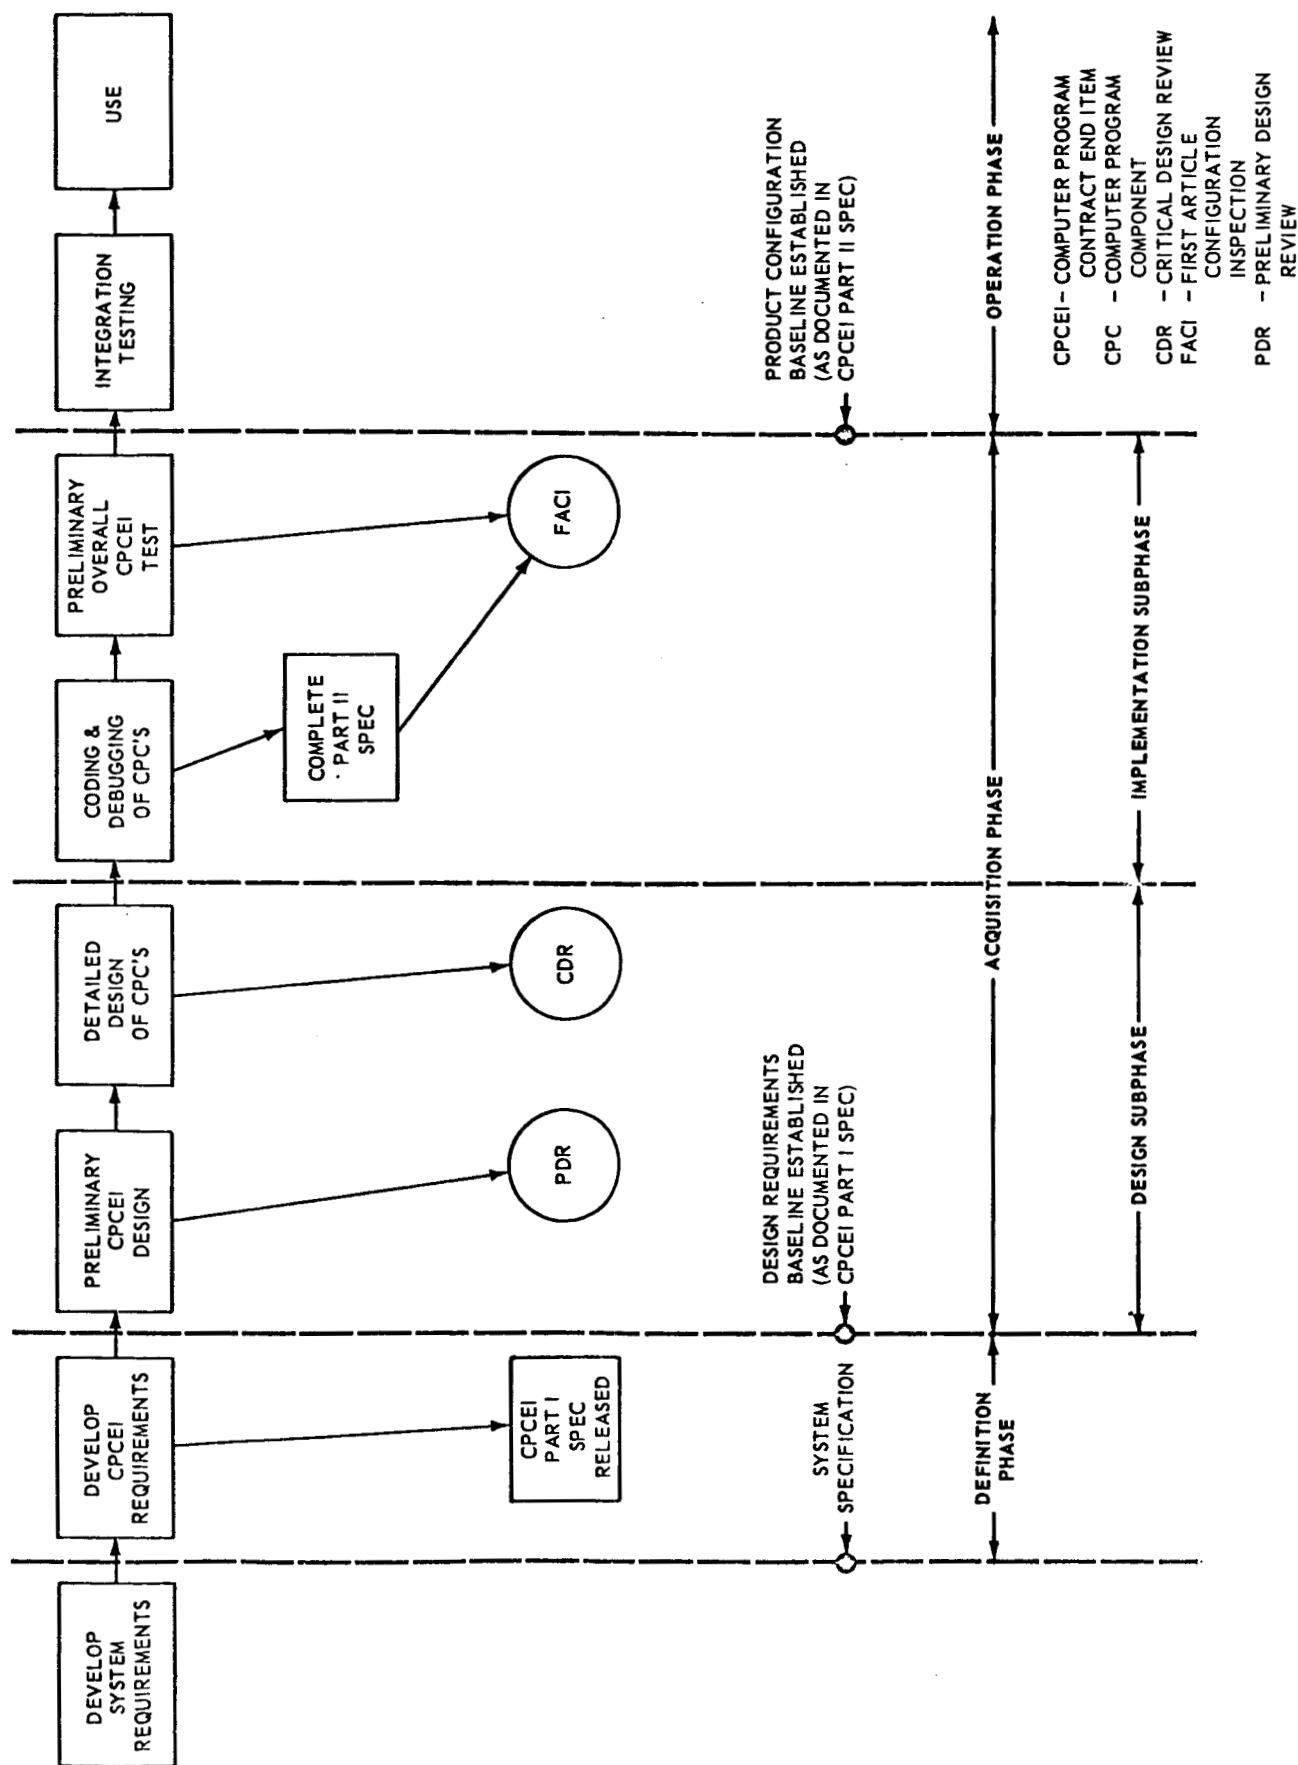 DEVELOP
SYSTEM
REQUIREMENTS
DEVELOP
CPCEI
REQUIREMENTS
PRELIMINARY
CPCEI
DESIGN
DETAILED
DESIGN
OF CPC'S
CODING &
DEBUGGING
OF CPC'S
PRELIMINARY
OVERALL
CPCEI
TEST
INTEGRATION
TESTING
USE
COMPLETE
PART II
SPEC
CPCEI
PART I
SPEC
RELEASED
PDR
CDR
FACI
SYSTEM
SPECIFICATION
DESIGN REQUIREMENTS
BASELINE ESTABLISHED
(AS DOCUMENTED IN
CPCEI PART I SPEC)
PRODUCT CONFIGURATION
BASELINE ESTABLISHED
(AS DOCUMENTED IN
CPCEI PART II SPEC)
DEFINITION
PHASE
ACQUISITION PHASE
OPERATION PHASE
DESIGN SUBPHASE
IMPLEMENTATION SUBPHASE
CPCEI – COMPUTER PROGRAM
CONTRACT END ITEM
CPC – COMPUTER PROGRAM
COMPONENT
CDR – CRITICAL DESIGN REVIEW
FACI – FIRST ARTICLE
CONFIGURATION
INSPECTION
PDR – PRELIMINARY DESIGN
REVIEW